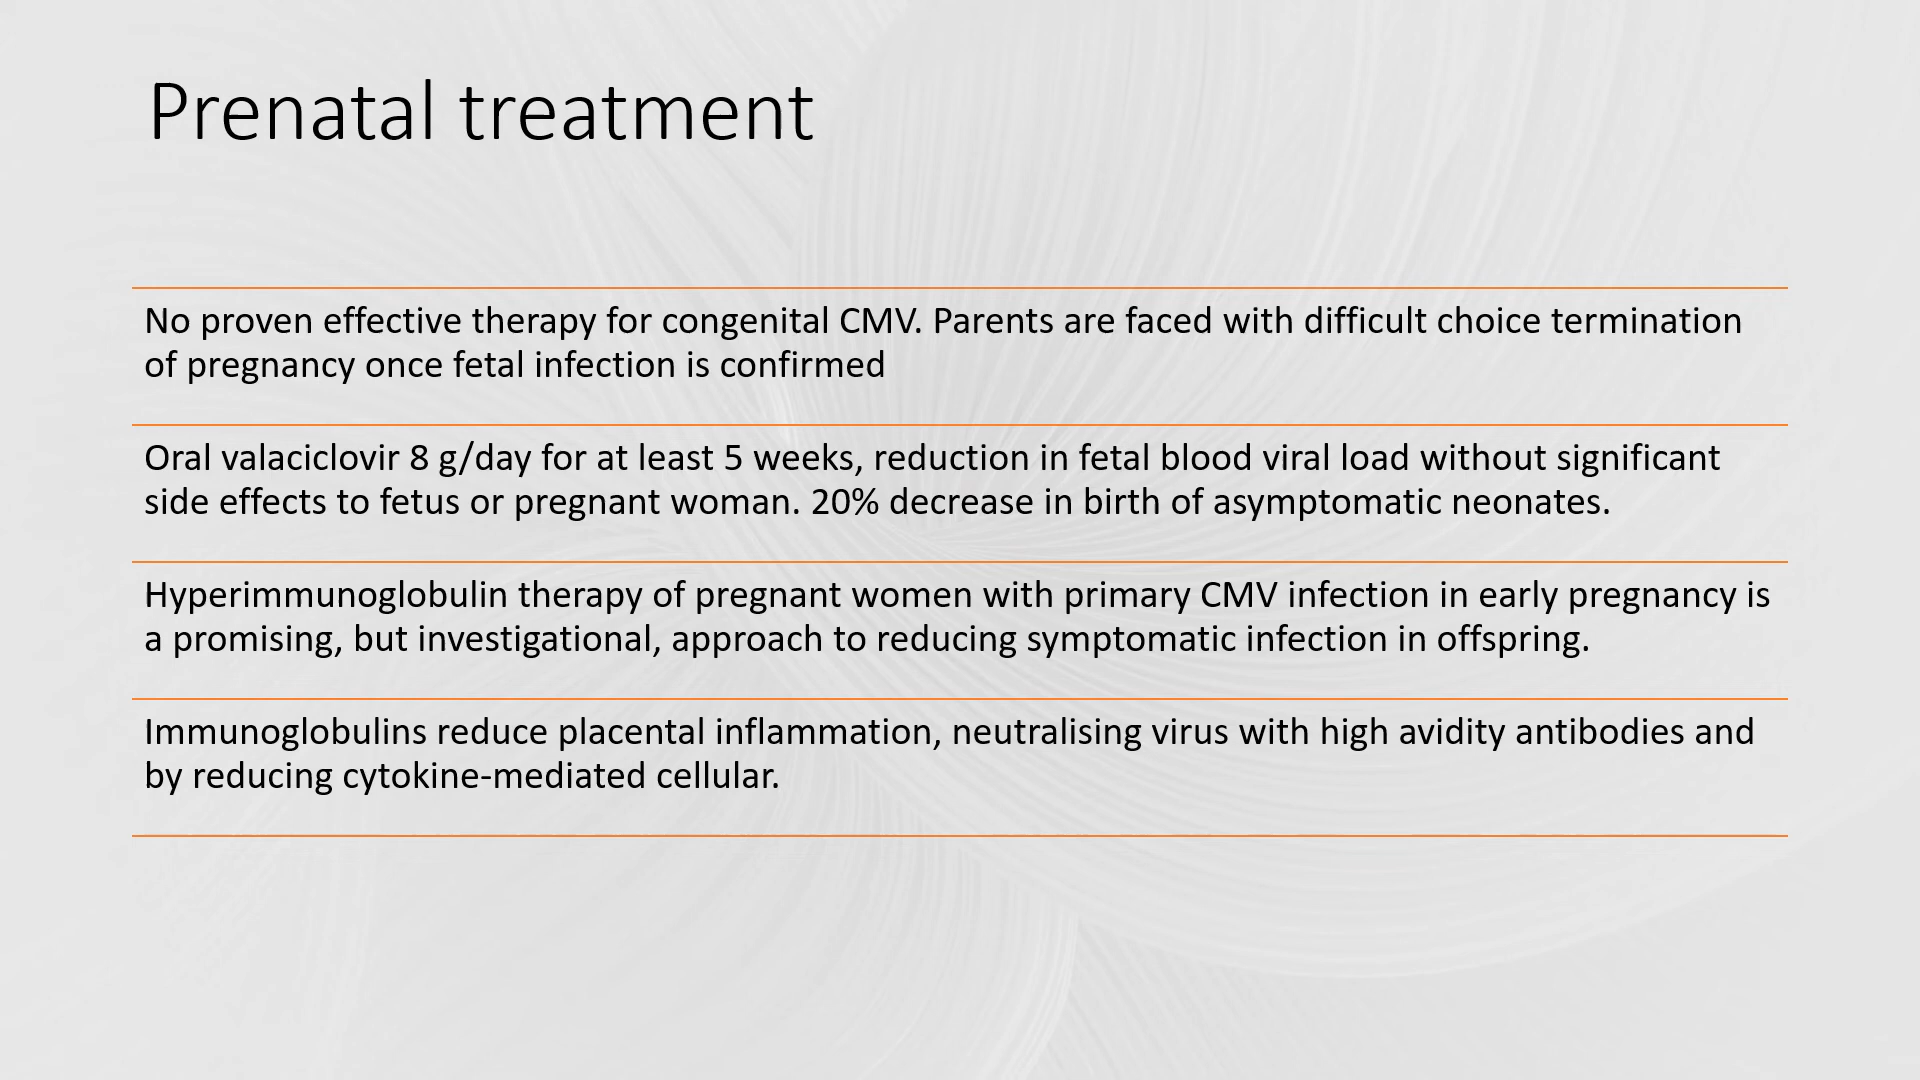 Prenatal treatment
No proven effective therapy for congenital CMV. Parents are faced with difficult choice termination
of pregnancy once fetal infection is confirmed
Oral valaciclovir 8 g/day for at least 5 weeks, reduction in fetal blood viral load without significant
side effects to fetus or pregnant woman. 20% decrease in birth of asymptomatic neonates.
Hyperimmunoglobulin therapy of pregnant women with primary CMV infection in early pregnancy is
a promising, but investigational, approach to reducing symptomatic infection in offspring.
Immunoglobulins reduce placental inflammation, neutralising virus with high avidity antibodies and
by reducing cytokine-mediated cellular.